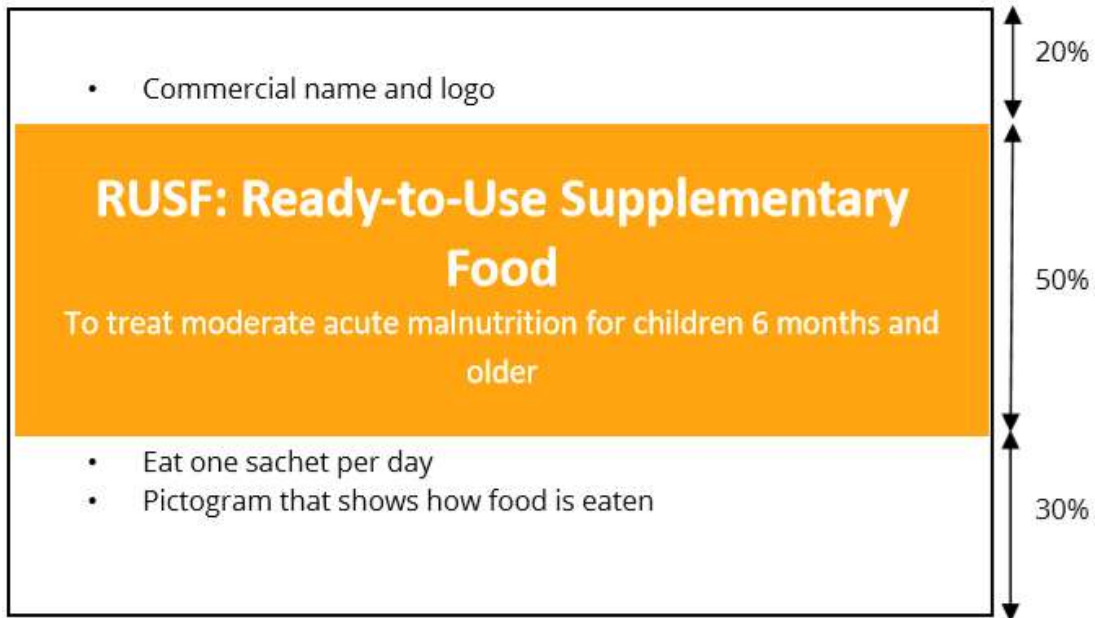 20%
• Commercial name and logo
RUSF: Ready-to-Use Supplementary
Food
To treat moderate acute malnutrition for children 6 months and
older
50%
• Eat one sachet per day
• Pictogram that shows how food is eaten
30%